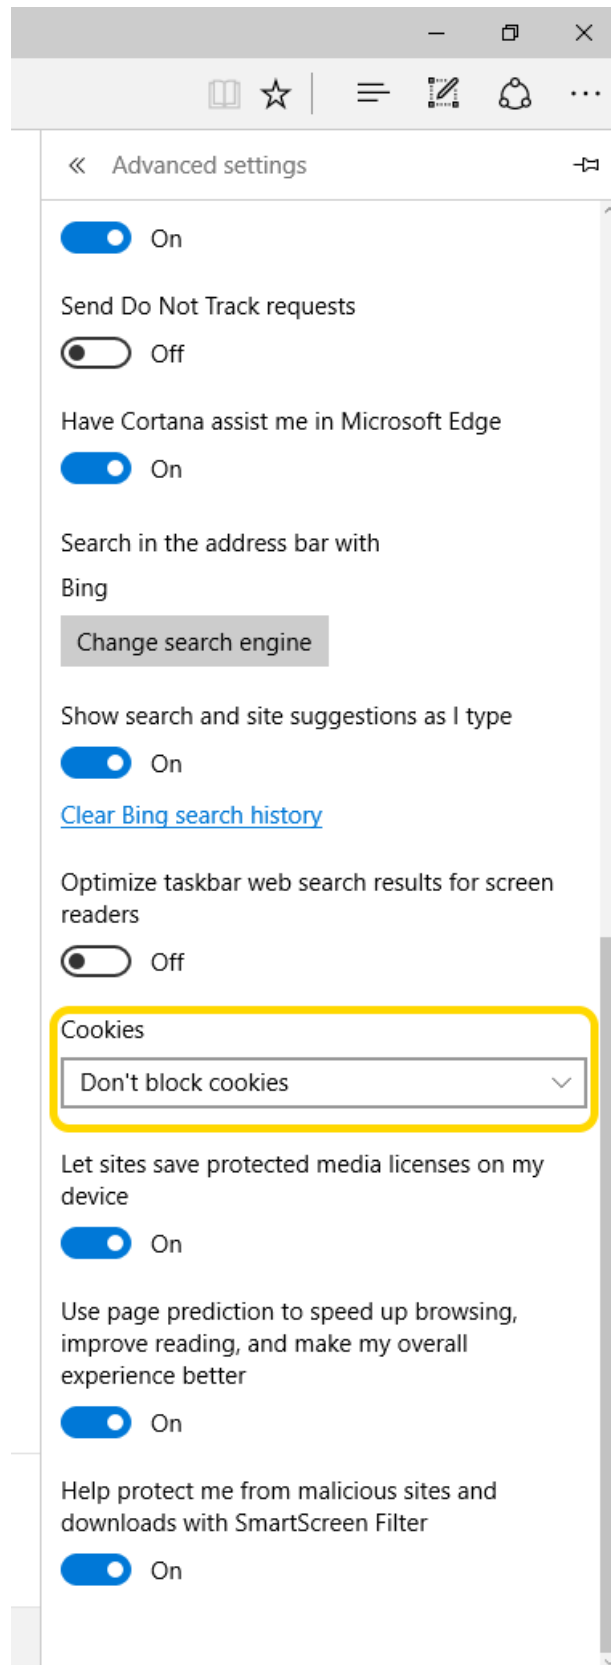 Advanced settings
On
Send Do Not Track requests
Off
Have Cortana assist me in Microsoft Edge
On
Search in the address bar with
Bing
Change search engine
Show search and site suggestions as I type
On
Clear Bing search history
Optimize taskbar web search results for screen
readers
Off
Cookies
Don't block cookies
Let sites save protected media licenses on my
device
On
Use page prediction to speed up browsing,
improve reading, and make my overall
experience better
On
Help protect me from malicious sites and
downloads with SmartScreen Filter
On